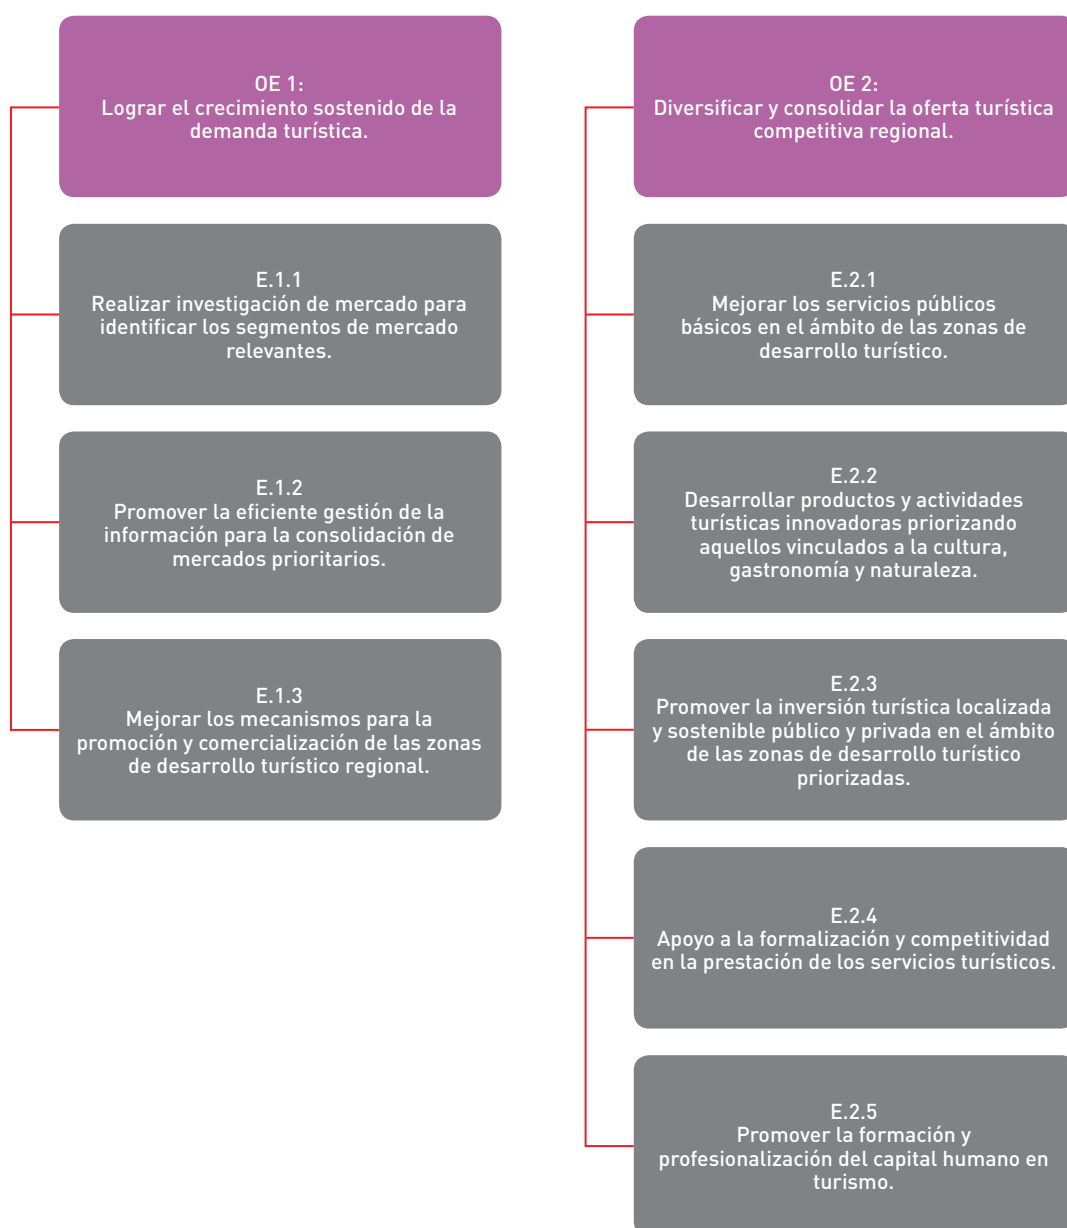 OE 1:
Lograr el crecimiento sostenido de la
demanda turística.
E.1.1
Realizar investigación de mercado para
identificar los segmentos de mercado
relevantes.
E.1.2
Promover la eficiente gestión de la
información para la consolidación de
mercados prioritarios.
E.1.3
Mejorar los mecanismos para la
promoción y comercialización de las zonas
de desarrollo turístico regional.
OE 2:
Diversificar y consolidar la oferta turística
competitiva regional.
E.2.1
Mejorar los servicios públicos
básicos en el ámbito de las zonas de
desarrollo turístico.
E.2.2
Desarrollar productos y actividades
turísticas innovadoras priorizando
aquellos vinculados a la cultura,
gastronomía y naturaleza.
E.2.3
Promover la inversión turística localizada
y sostenible público y privada en el ámbito
de las zonas de desarrollo turístico
priorizadas.
E.2.4
Apoyo a la formalización y competitividad
en la prestación de los servicios turísticos.
E.2.5
Promover la formación y
profesionalización del capital humano en
turismo.